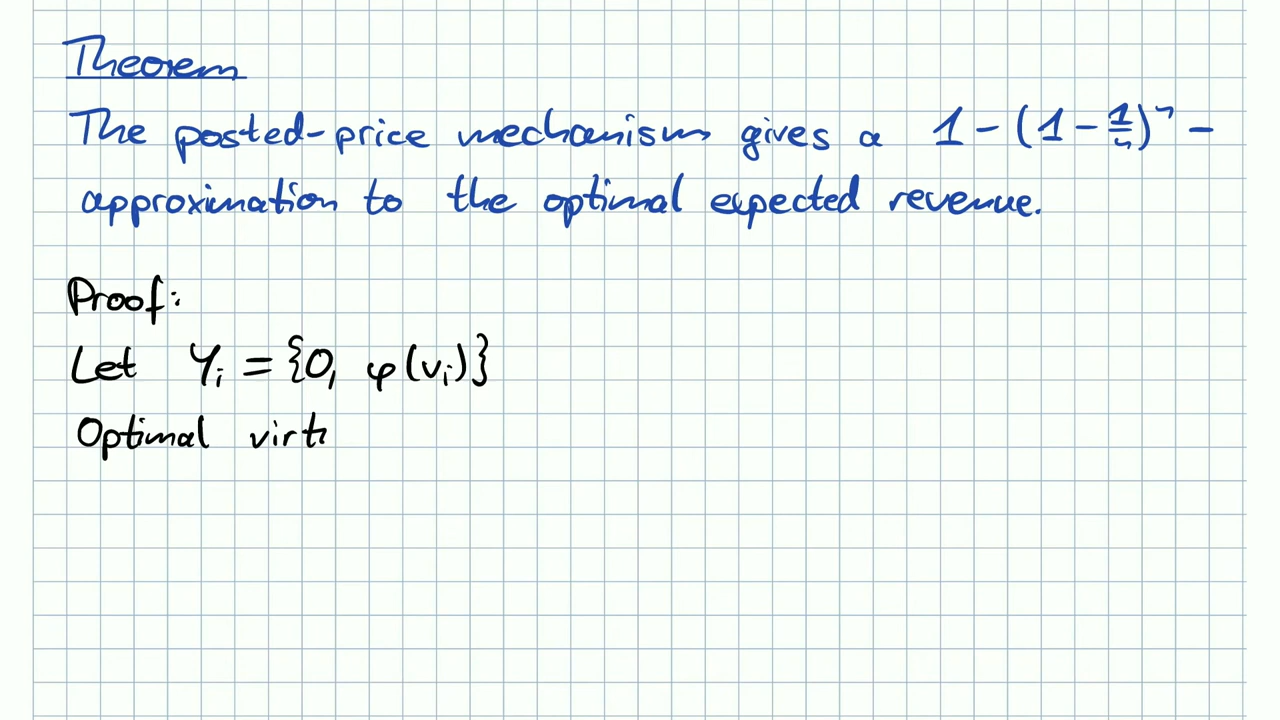 Theorem
The posted-price mechanism gives a 1 - (1 - 1/n)^n -
approximation to the optimal expected revenue.
Proof:
Let Y_i = {0, φ(v_i)}
Optimal virt